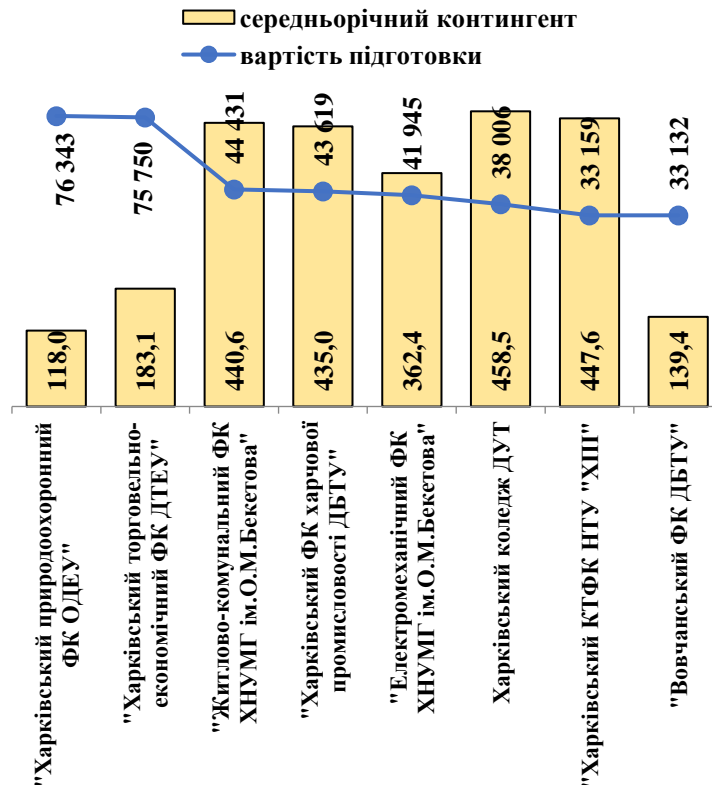 середньорічний контингент
вартість підготовки
76 343
75 750
44 431
43 619
41 945
38 006
33 159
33 132
118,0
183,1
440,6
435,0
362,4
458,5
447,6
139,4
"Харківський природоохоронний
ФК ОДЕУ"
"Харківський торговельно-
економічний ФК ДТЕУ"
"Житлово-комунальний ФК
ХНУМГ ім.О.М.Бекетова"
"Харківський ФК харчової
промисловості ДБТУ"
"Електромеханічний ФК
ХНУМГ ім.О.М.Бекетова"
Харківський коледж ДУТ
"Харківський КТФК НТУ "ХПІ"
"Вовчанський ФК ДБТУ"